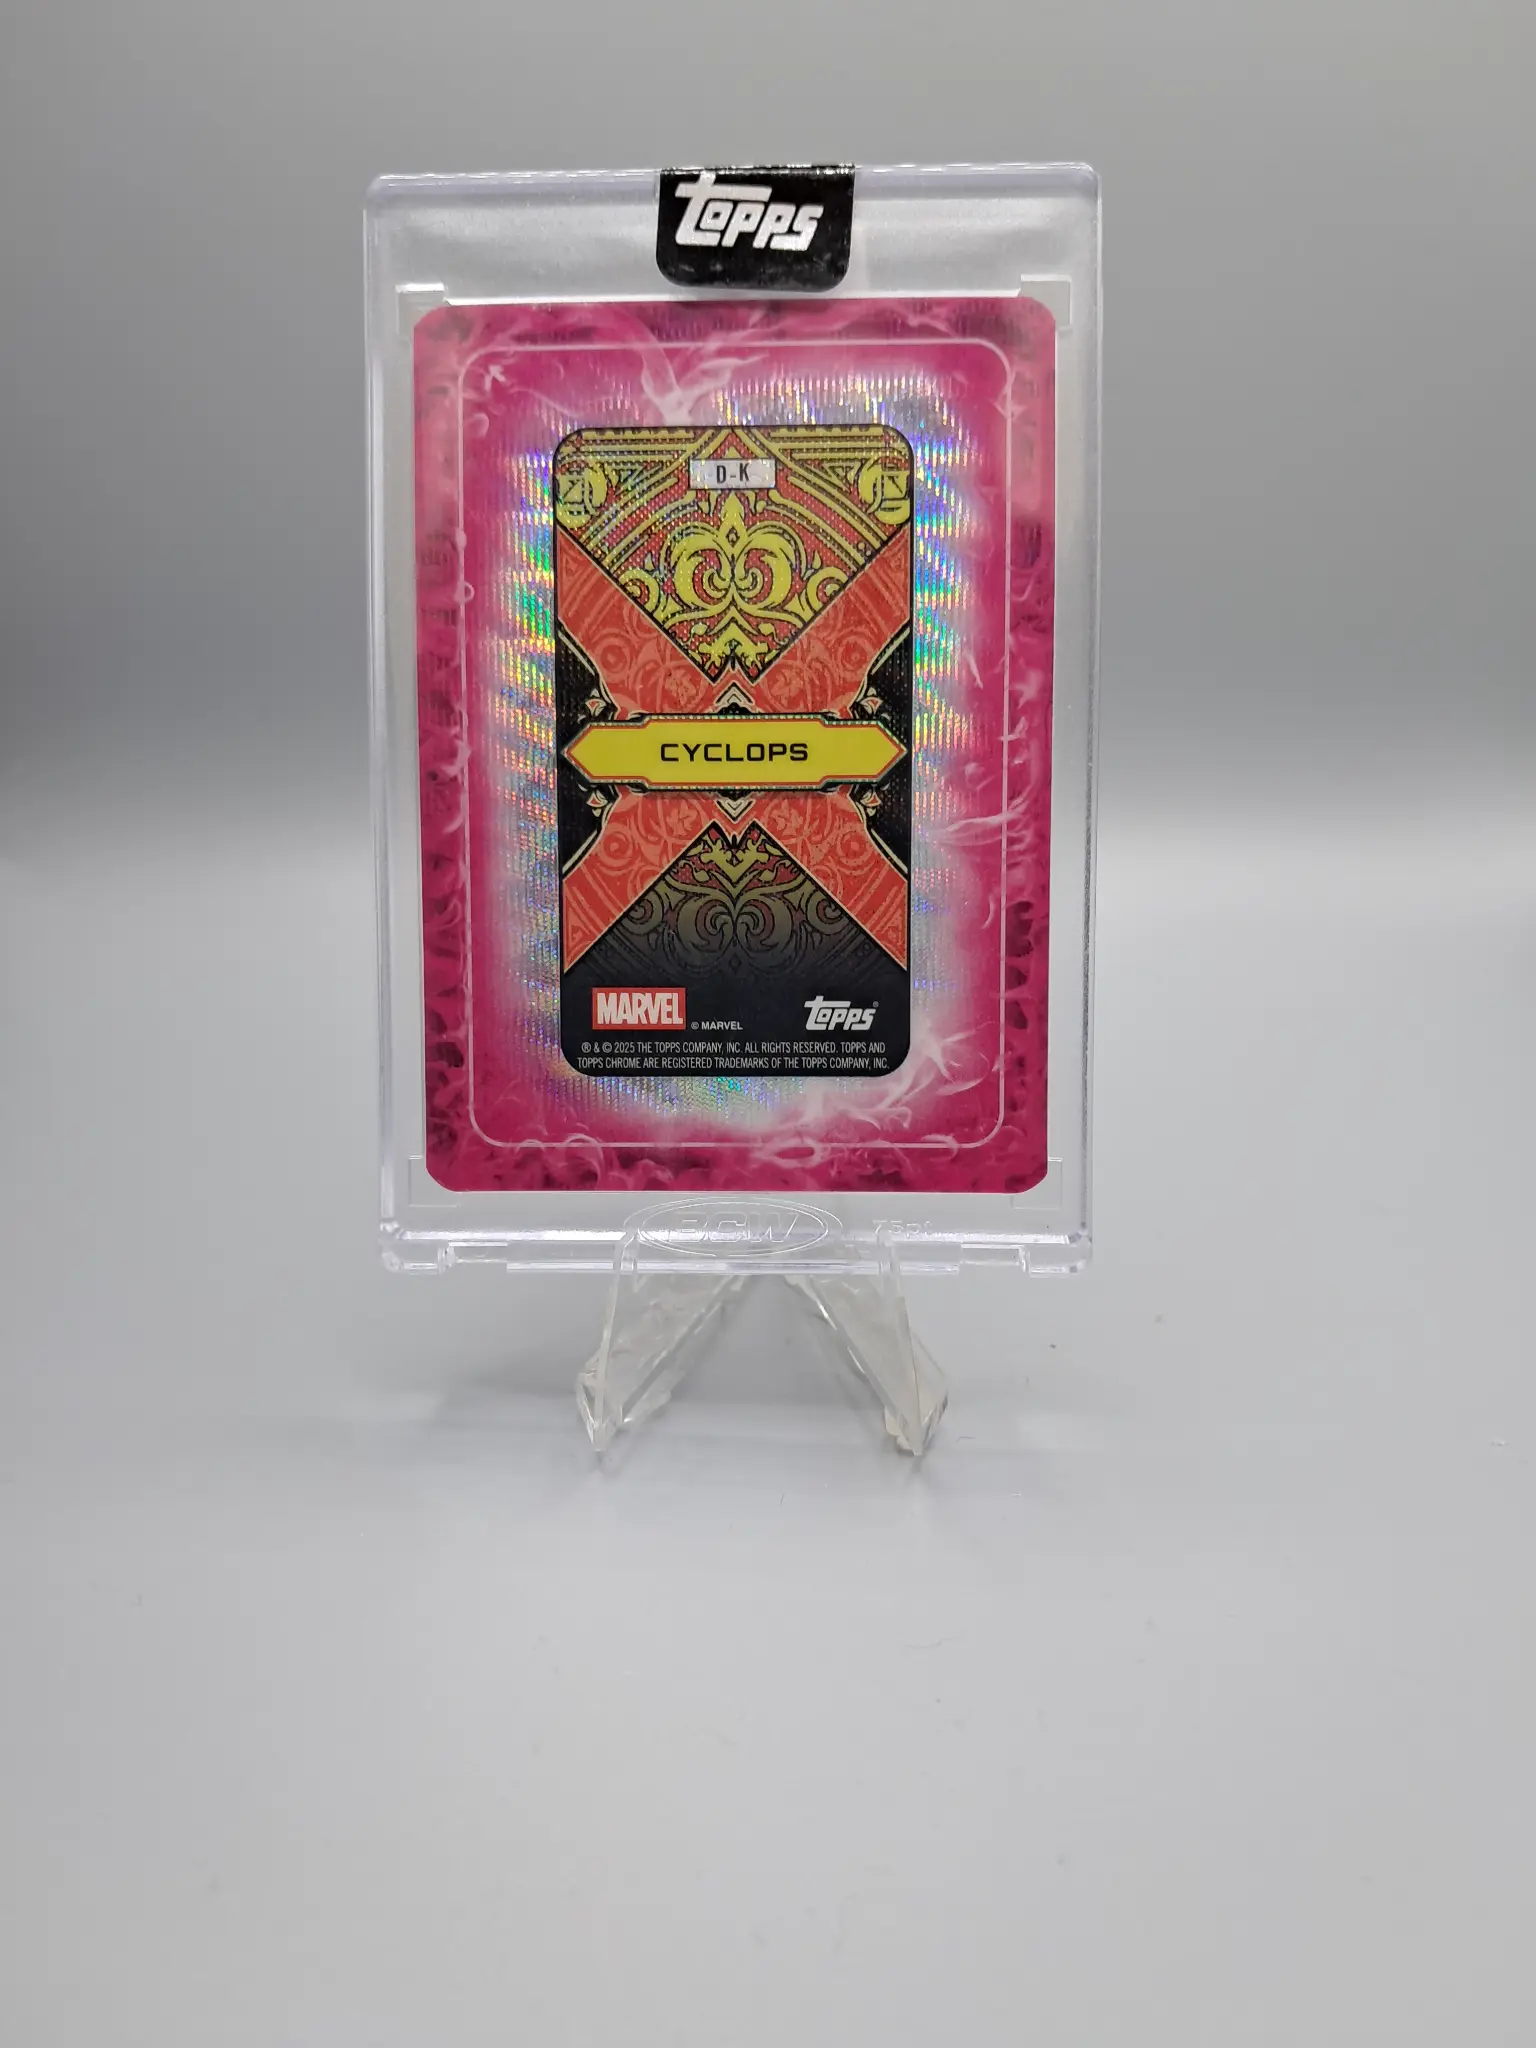 Topps
D-K
CYCLOPS
MARVEL
© MARVEL
Topps®
® & © 2025 THE TOPPS COMPANY, INC. ALL RIGHTS RESERVED. TOPPS AND
TOPPS CHROME ARE REGISTERED TRADEMARKS OF THE TOPPS COMPANY, INC.
BCW
75pt